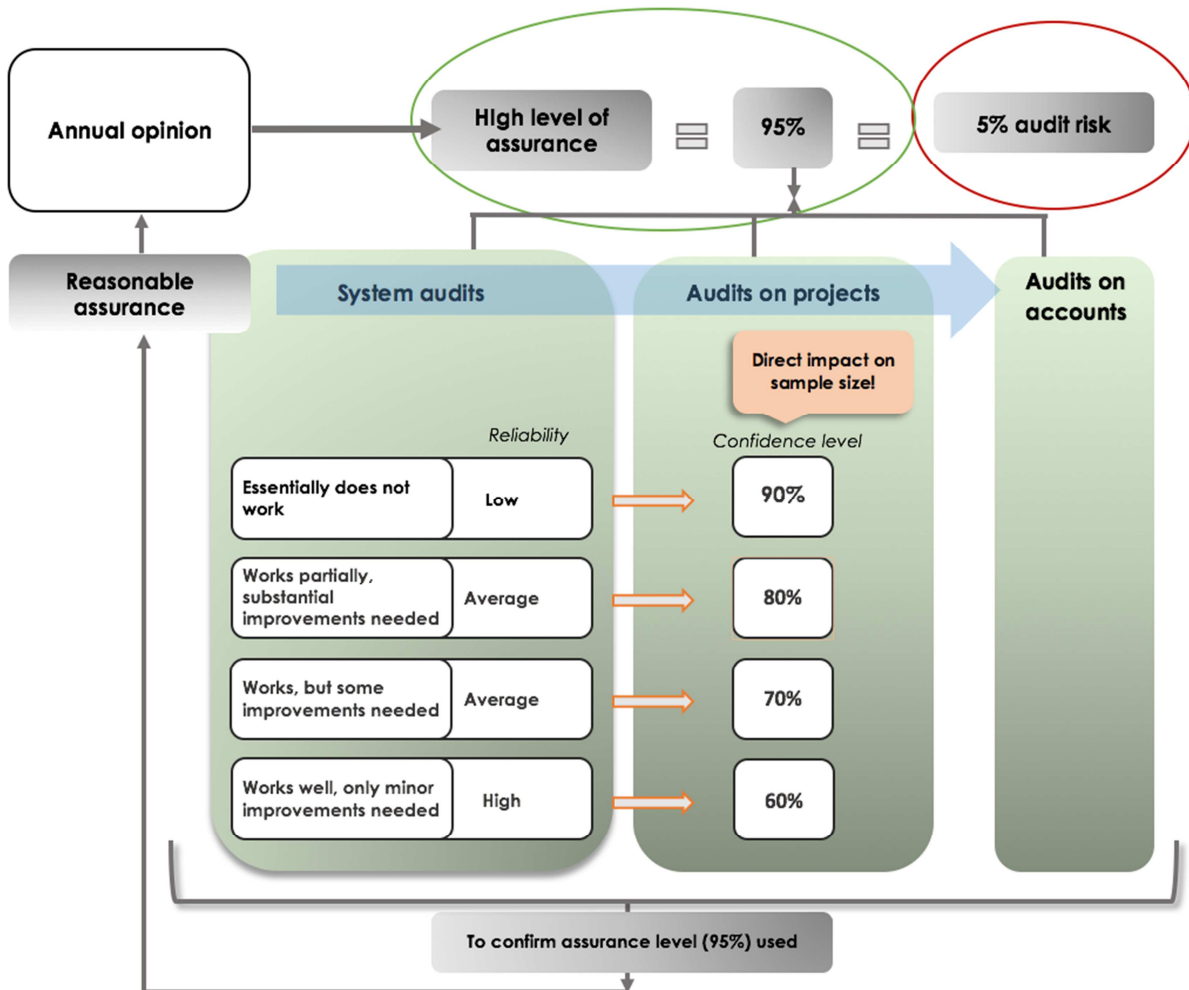 Annual opinion
High level of
assurance
95%
5% audit risk
Reasonable
assurance
System audits
Audits on projects
Audits on
accounts
Direct impact on
sample size!
Reliability
Confidence level
Essentially does not
work
Low
90%
Works partially,
substantial
improvements needed
Average
80%
Works, but some
improvements needed
Average
70%
Works well, only minor
improvements needed
High
60%
To confirm assurance level (95%) used